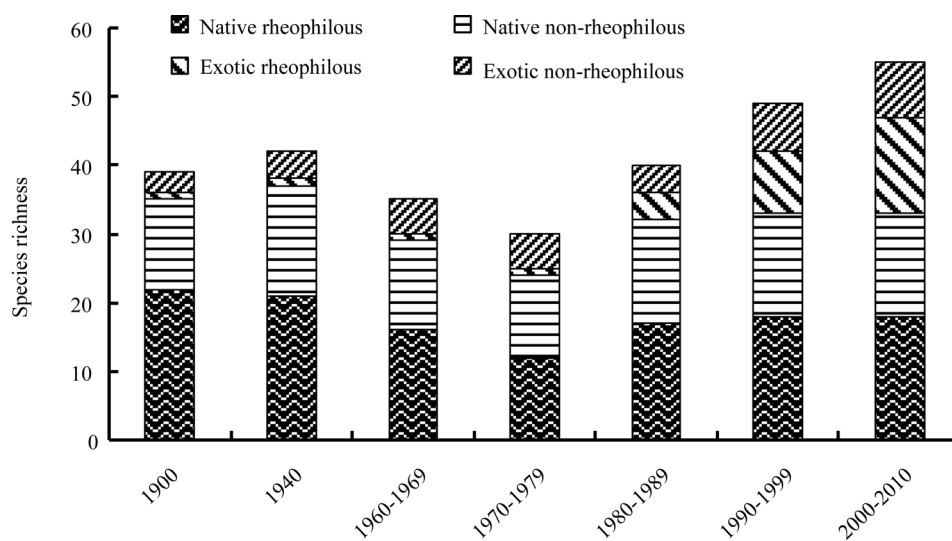 Native rheophilous
Native non-rheophilous
Exotic rheophilous
Exotic non-rheophilous
Species richness
60
50
40
30
20
10
0
1900
1940
1960-1969
1970-1979
1980-1989
1990-1999
2000-2010